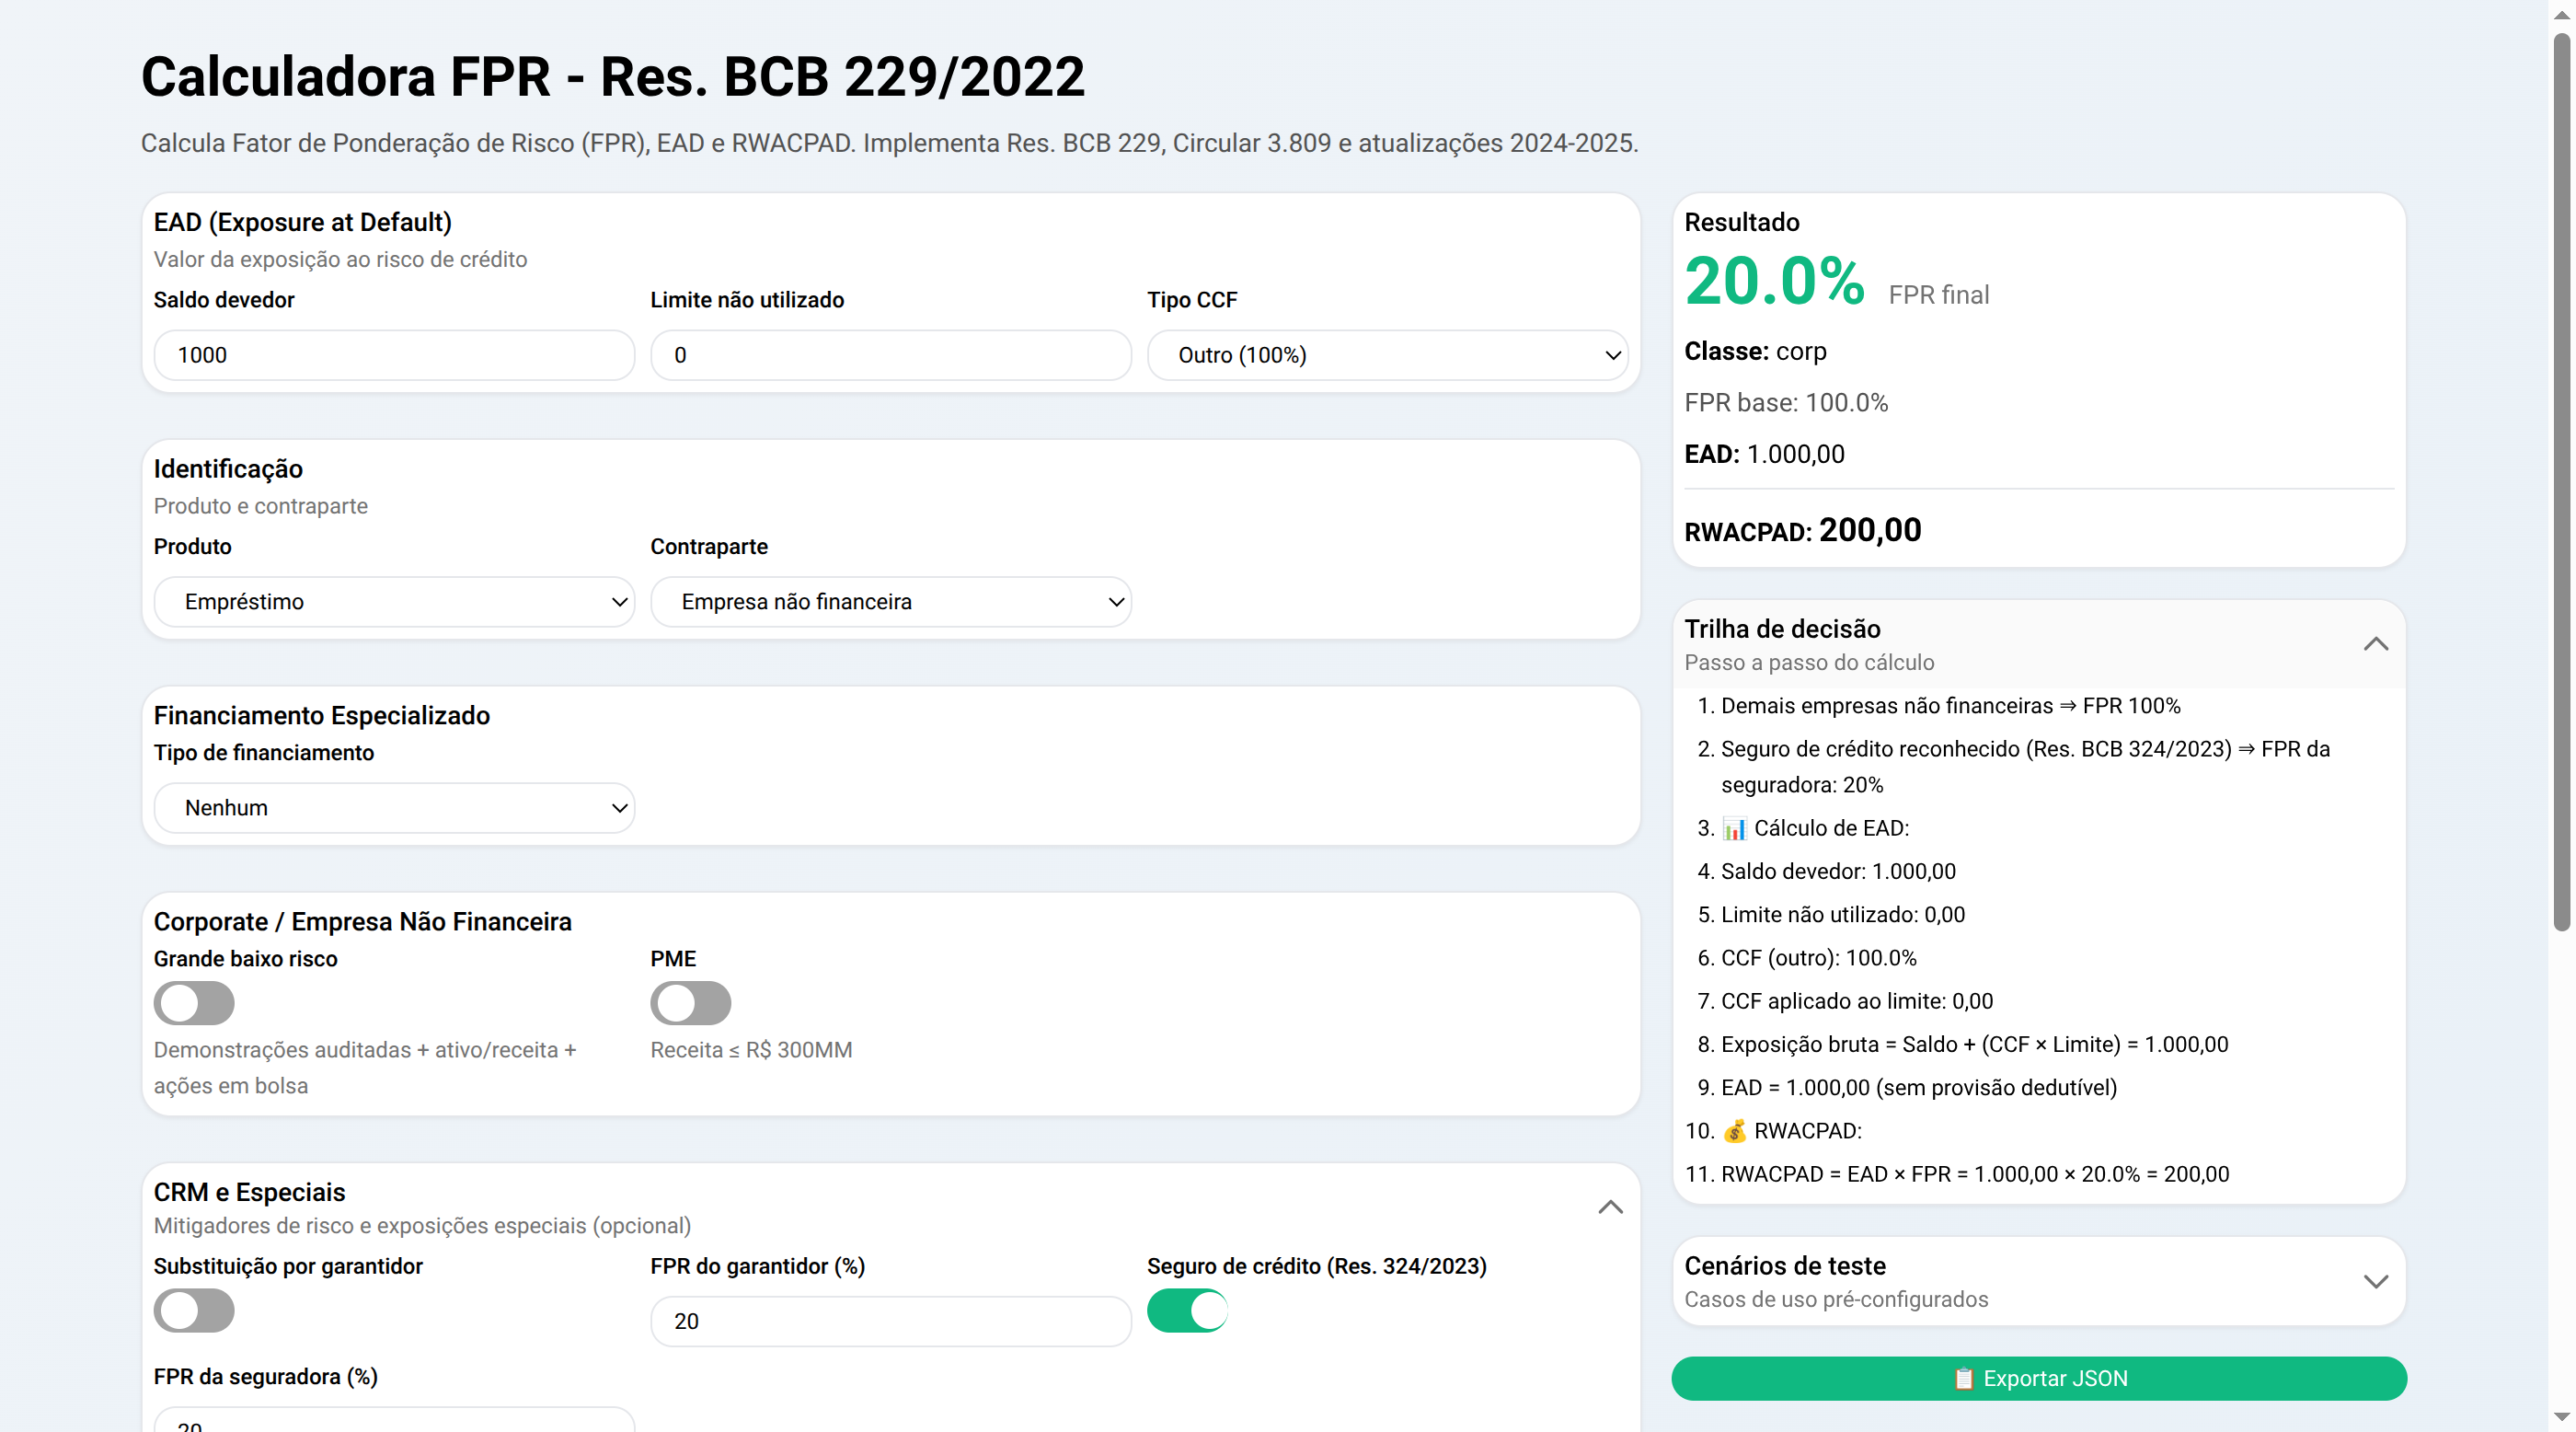 Calculadora FPR - Res. BCB 229/2022
Calcula Fator de Ponderação de Risco (FPR), EAD e RWACPAD. Implementa Res. BCB 229, Circular 3.809 e atualizações 2024-2025.
EAD (Exposure at Default)
Valor da exposição ao risco de crédito
Saldo devedor
Limite não utilizado
Tipo CCF
1000
0
Outro (100%)
Identificação
Produto e contraparte
Produto
Contraparte
Empréstimo
Empresa não financeira
Financiamento Especializado
Tipo de financiamento
Nenhum
Corporate / Empresa Não Financeira
Grande baixo risco
PME
Demonstrações auditadas + ativo/receita +
ações em bolsa
Receita ≤ R$ 300MM
CRM e Especiais
Mitigadores de risco e exposições especiais (opcional)
Substituição por garantidor
FPR do garantidor (%)
Seguro de crédito (Res. 324/2023)
20
FPR da seguradora (%)
20
Resultado
20.0% FPR final
Classe: corp
FPR base: 100.0%
EAD: 1.000,00
RWACPAD: 200,00
Trilha de decisão
Passo a passo do cálculo
1. Demais empresas não financeiras ⇒ FPR 100%
2. Seguro de crédito reconhecido (Res. BCB 324/2023) ⇒ FPR da
seguradora: 20%
3. 📊 Cálculo de EAD:
4. Saldo devedor: 1.000,00
5. Limite não utilizado: 0,00
6. CCF (outro): 100.0%
7. CCF aplicado ao limite: 0,00
8. Exposição bruta = Saldo + (CCF × Limite) = 1.000,00
9. EAD = 1.000,00 (sem provisão dedutível)
10. 💰 RWACPAD:
11. RWACPAD = EAD × FPR = 1.000,00 × 20.0% = 200,00
Cenários de teste
Casos de uso pré-configurados
📋 Exportar JSON